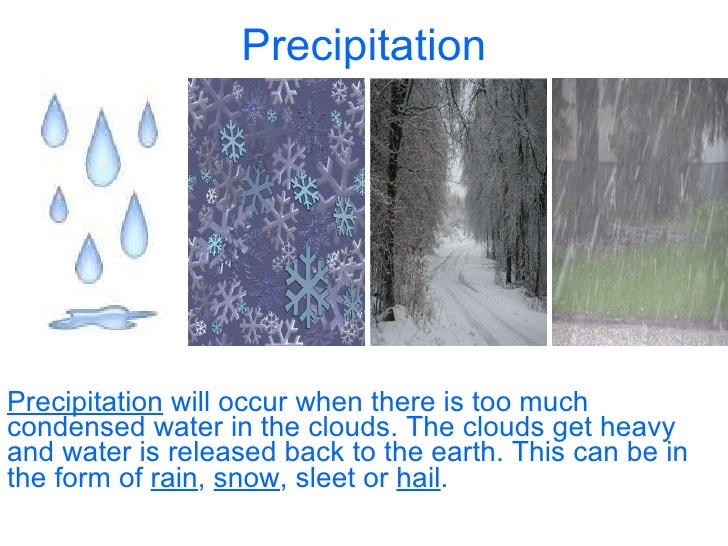 Precipitation
Precipitation will occur when there is too much
condensed water in the clouds. The clouds get heavy
and water is released back to the earth. This can be in
the form of rain, snow, sleet or hail.